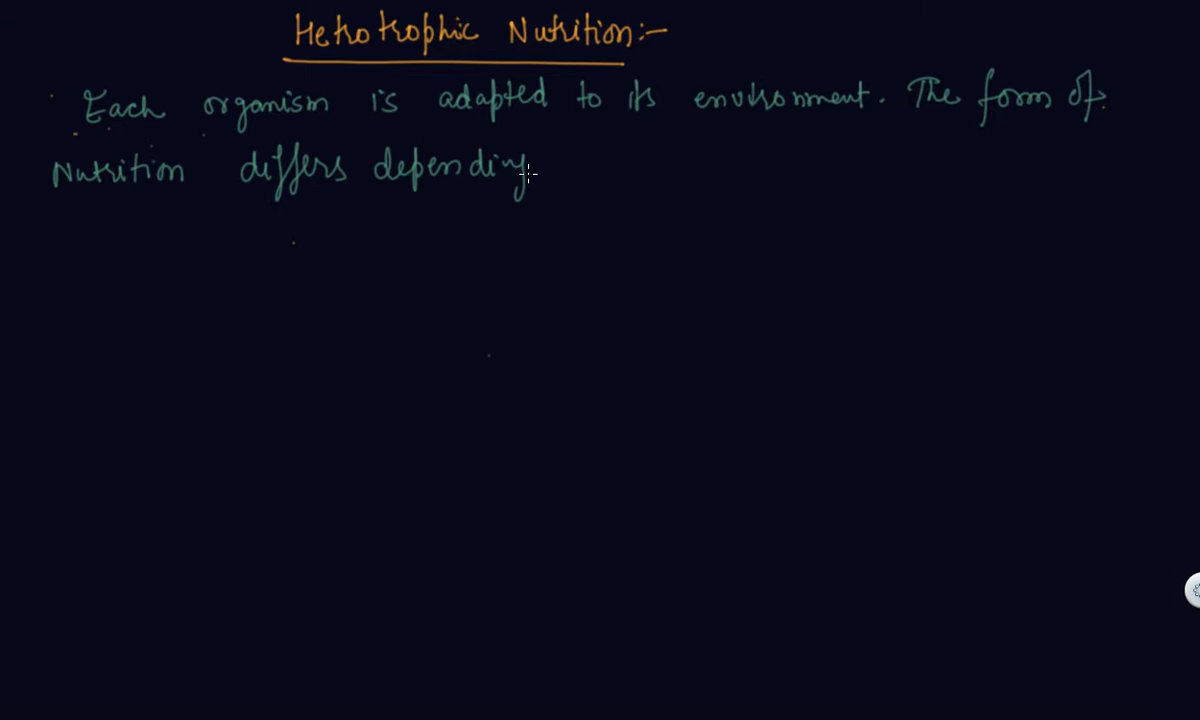 Hetrotrophic Nutrition:-
Each organism is adapted to its environment. The form of
Nutrition differs depending